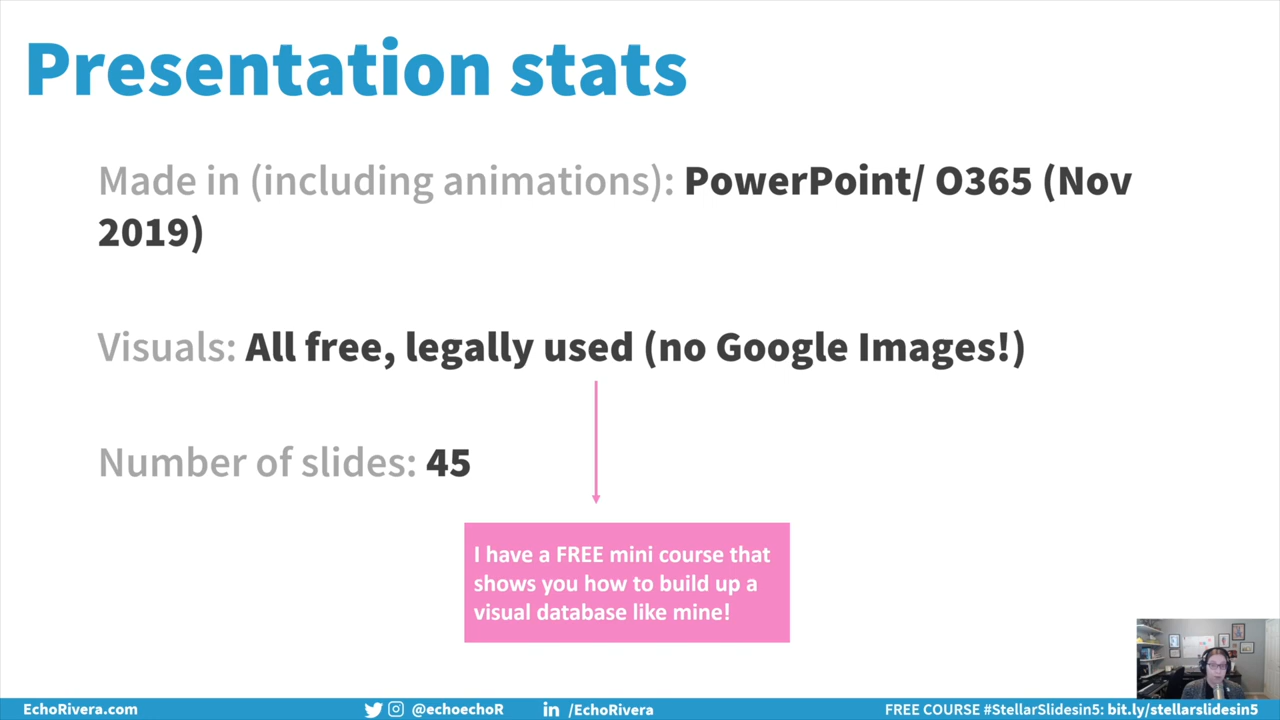 Presentation stats
Made in (including animations): PowerPoint/ O365 (Nov
2019)
Visuals: All free, legally used (no Google Images!)
Number of slides: 45
I have a FREE mini course that
shows you how to build up a
visual database like mine!
EchoRivera.com @echoechoR in /EchoRivera FREE COURSE #StellarSlidesin5: bit.ly/stellarslidesin5